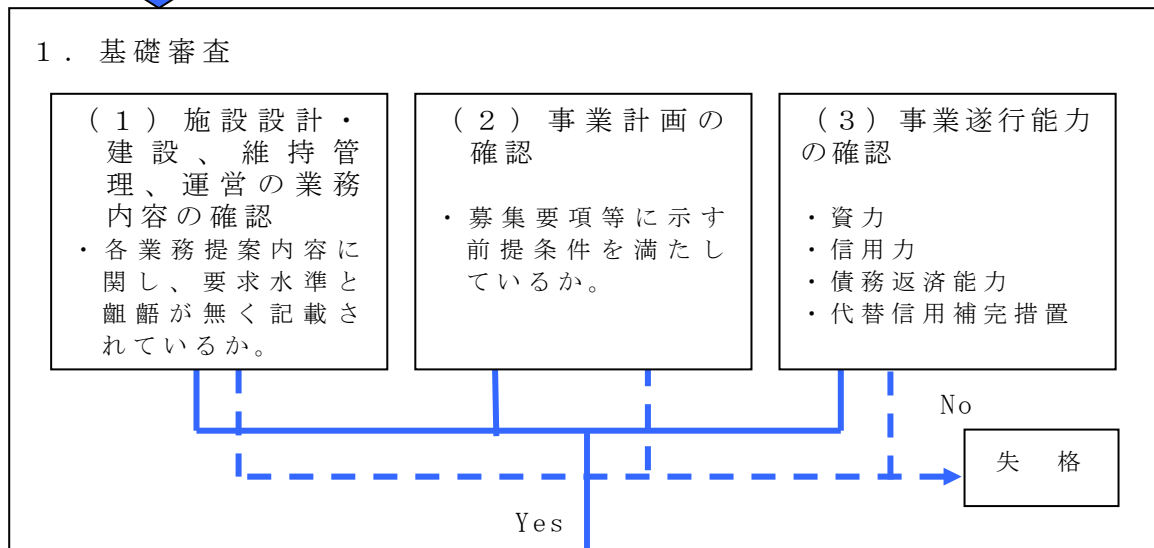 １．基礎審査
（１）施設設計・
建設、維持管
理、運営の業務
内容の確認
・各業務提案内容に
関し、要求水準と
齟齬が無く記載さ
れているか。
（２）事業計画の
確認
・募集要項等に示す
前提条件を満たし
ているか。
（３）事業遂行能力
の確認
・資力
・信用力
・債務返済能力
・代替信用補完措置
No
失　格
Yes